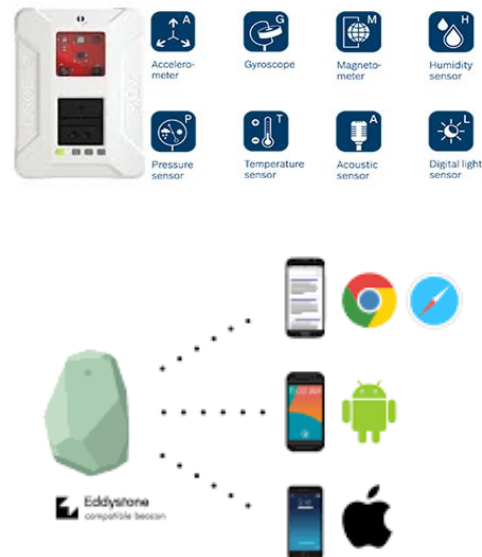 A
G
M
H
Accelero-
meter
Gyroscope
Magneto-
meter
Humidity
sensor
P
T
A
L
Pressure
sensor
Temperature
sensor
Acoustic
sensor
Digital light
sensor
Eddystone
compatible beacon